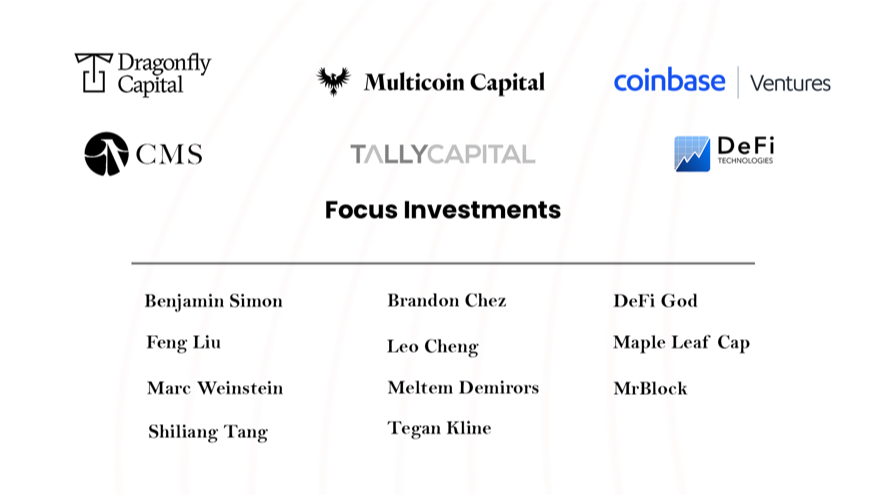 Dragonfly
Capital
Multicoin Capital
coinbase | Ventures
CMS
TALLYCAPITAL
DeFi
TECHNOLOGIES
Focus Investments
Benjamin Simon
Brandon Chez
DeFi God
Feng Liu
Leo Cheng
Maple Leaf Cap
Marc Weinstein
Meltem Demirors
MrBlock
Shiliang Tang
Tegan Kline